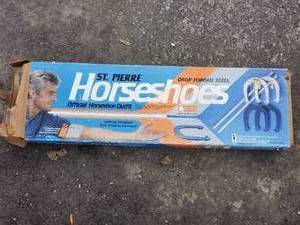 ST. PIERRE
DROP FORGED STEEL
Horseshoes
Official Horseshoe Outfit